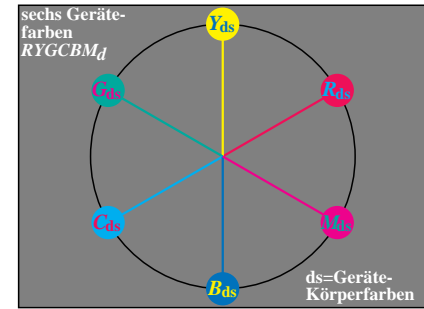 sechs Geräte-
farben
RYGCBMd
Yds
Gds
Rds
Cds
Mds
Bds
ds=Geräte-
Körperfarben